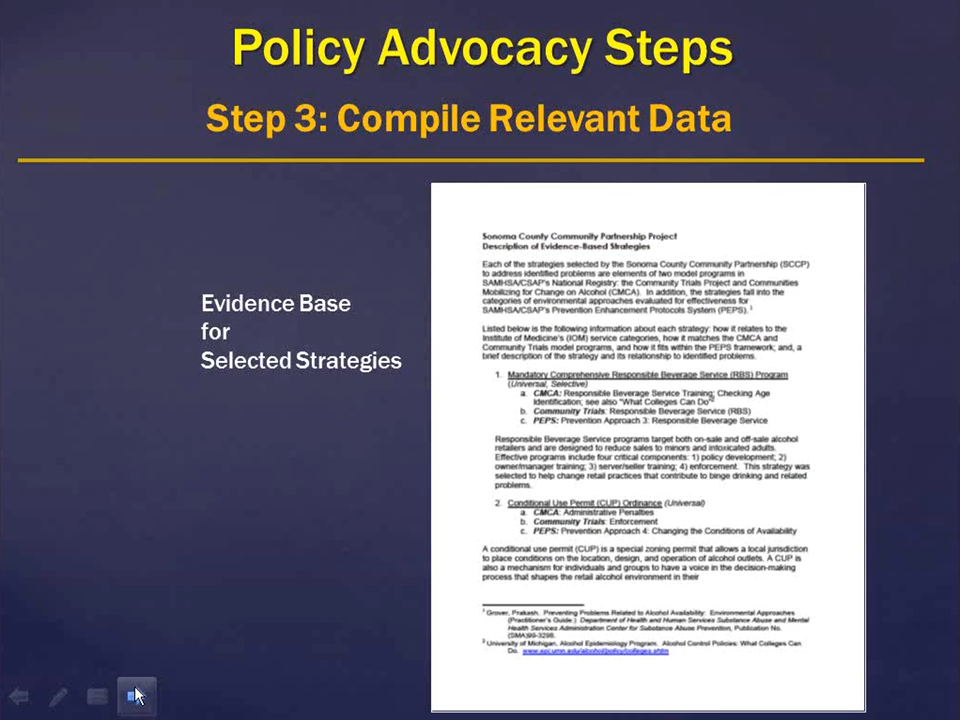 Policy Advocacy Steps
Step 3: Compile Relevant Data
Evidence Base
for
Selected Strategies
Sonoma County Community Partnership Project
Description of Evidence-Based Strategies
Each of the strategies selected by the Sonoma County Community Partnership (SCCP)
to address identified problems are elements of two model programs in
SAMHSA/CSAP's National Registry: the Community Trials Project and Communities
Mobilizing for Change on Alcohol (CMCA). In addition, the strategies fall into the
categories of environmental approaches evaluated for effectiveness for
SAMHSA/CSAP's Prevention Enhancement Protocols System (PEPS). 1
Listed below is the following information about each strategy: how it relates to the
Institute of Medicine's (IOM) service categories, how it matches the CMCA and
Community Trials model programs, and how it fits within the PEPS framework; and, a
brief description of the strategy and its relationship to identified problems.
1. Mandatory Comprehensive Responsible Beverage Service (RBS) Program
(Universal, Selective)
a. CMCA: Responsible Beverage Service Training; Checking Age
Identification; see also "What Colleges Can Do"2
b. Community Trials: Responsible Beverage Service (RBS)
c. PEPS: Prevention Approach 3: Responsible Beverage Service
Responsible Beverage Service programs target both on-sale and off-sale alcohol
retailers and are designed to reduce sales to minors and intoxicated adults.
Effective programs include four critical components: 1) policy development; 2)
owner/manager training; 3) server/seller training; 4) enforcement. This strategy was
selected to help change retail practices that contribute to binge drinking and related
problems.
2. Conditional Use Permit (CUP) Ordinance (Universal)
a. CMCA: Administrative Penalties
b. Community Trials: Enforcement
c. PEPS: Prevention Approach 4: Changing the Conditions of Availability
A conditional use permit (CUP) is a special zoning permit that allows a local jurisdiction
to place conditions on the location, design, and operation of alcohol outlets. A CUP is
also a mechanism for individuals and groups to have a voice in the decision-making
process that shapes the retail alcohol environment in their
1 Grover, Prakash. Preventing Problems Related to Alcohol Availability: Environmental Approaches
(Practitioner's Guide.) Department of Health and Human Services Substance Abuse and Mental
Health Services Administration Center for Substance Abuse Prevention, Publication No.
(SMA)99-3298.
2 University of Michigan, Alcohol Epidemiology Program. Alcohol Control Policies: What Colleges Can
Do.